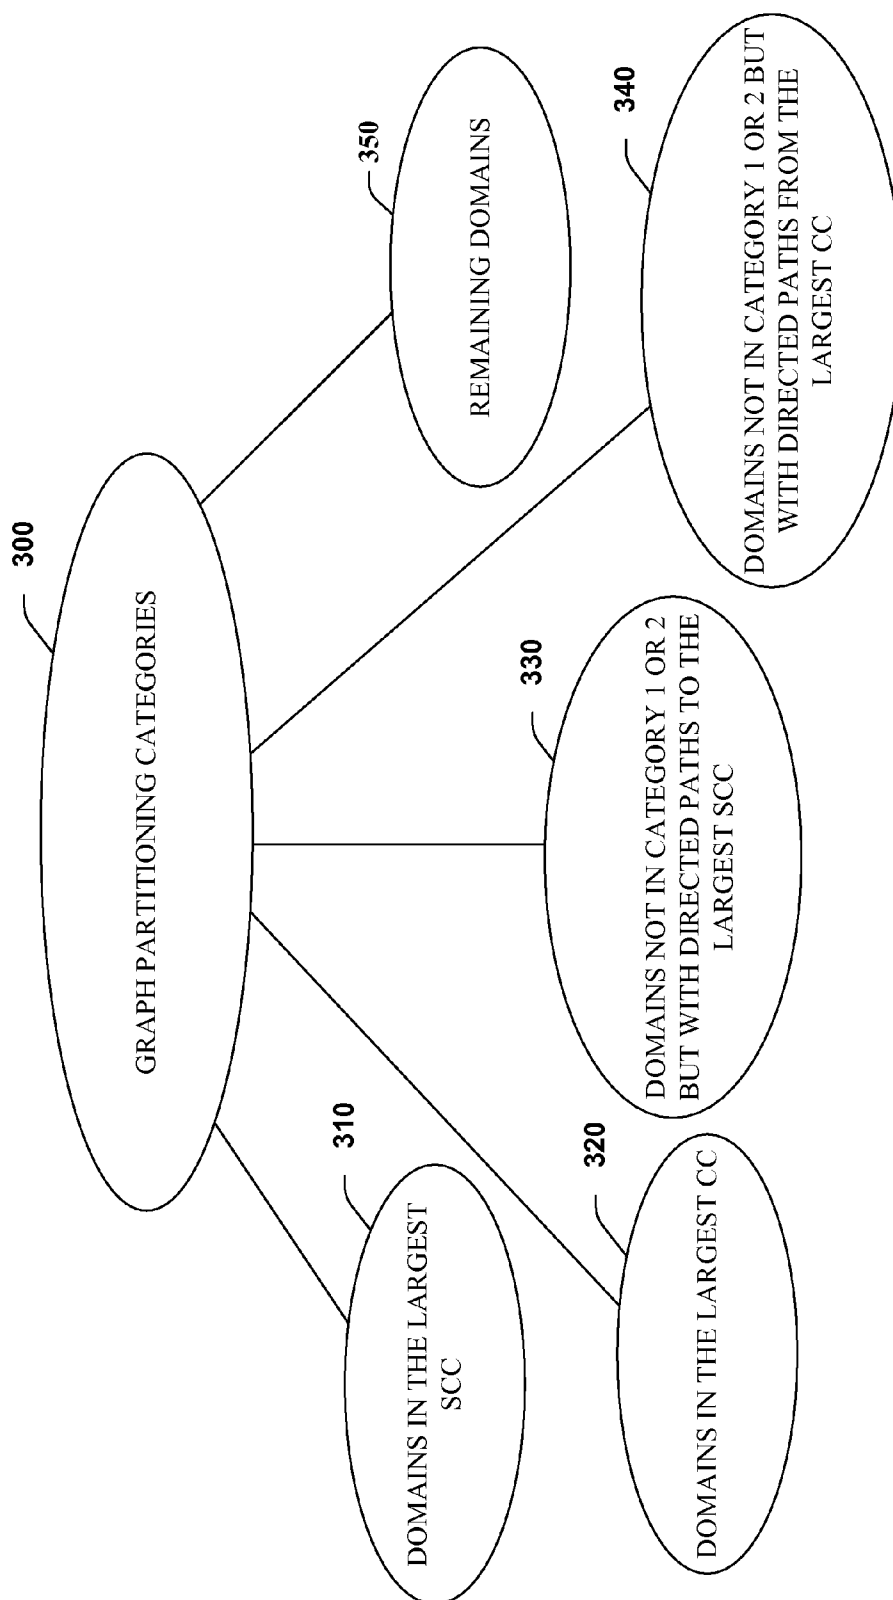 300
GRAPH PARTITIONING CATEGORIES
310
DOMAINS IN THE LARGEST
SCC
320
DOMAINS IN THE LARGEST CC
330
DOMAINS NOT IN CATEGORY 1 OR 2
BUT WITH DIRECTED PATHS TO THE
LARGEST SCC
340
DOMAINS NOT IN CATEGORY 1 OR 2 BUT
WITH DIRECTED PATHS FROM THE
LARGEST CC
350
REMAINING DOMAINS